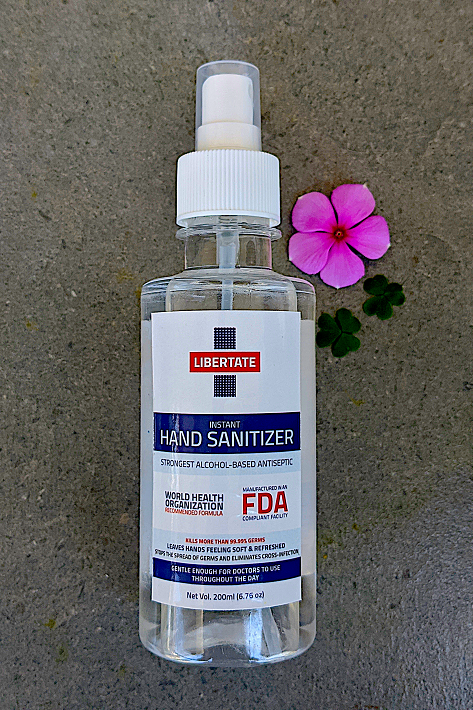 LIBERTATE
INSTANT
HAND SANITIZER
STRONGEST ALCOHOL-BASED ANTISEPTIC
WORLD HEALTH
ORGANIZATION
RECOMMENDED FORMULA
MANUFACTURED IN AN
FDA
COMPLIANT FACILITY
KILLS MORE THAN 99.99% GERMS
LEAVES HANDS FEELING SOFT & REFRESHED
STOPS THE SPREAD OF GERMS AND ELIMINATES CROSS-INFECTION
GENTLE ENOUGH FOR DOCTORS TO USE
THROUGHOUT THE DAY
Net Vol. 200ml (6.76 oz)